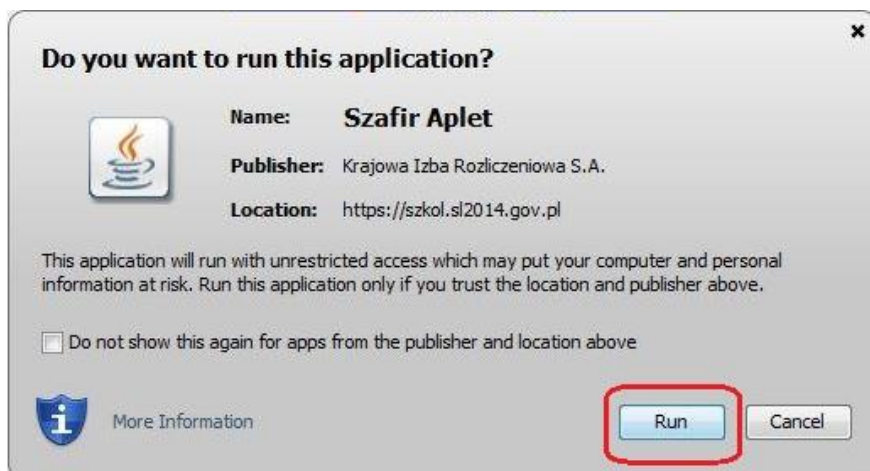 Do you want to run this application?
Name: Szafir Aplet
Publisher: Krajowa Izba Rozliczeniowa S.A.
Location: https://szkol.sl2014.gov.pl
This application will run with unrestricted access which may put your computer and personal
information at risk. Run this application only if you trust the location and publisher above.
Do not show this again for apps from the publisher and location above
More Information
Run
Cancel